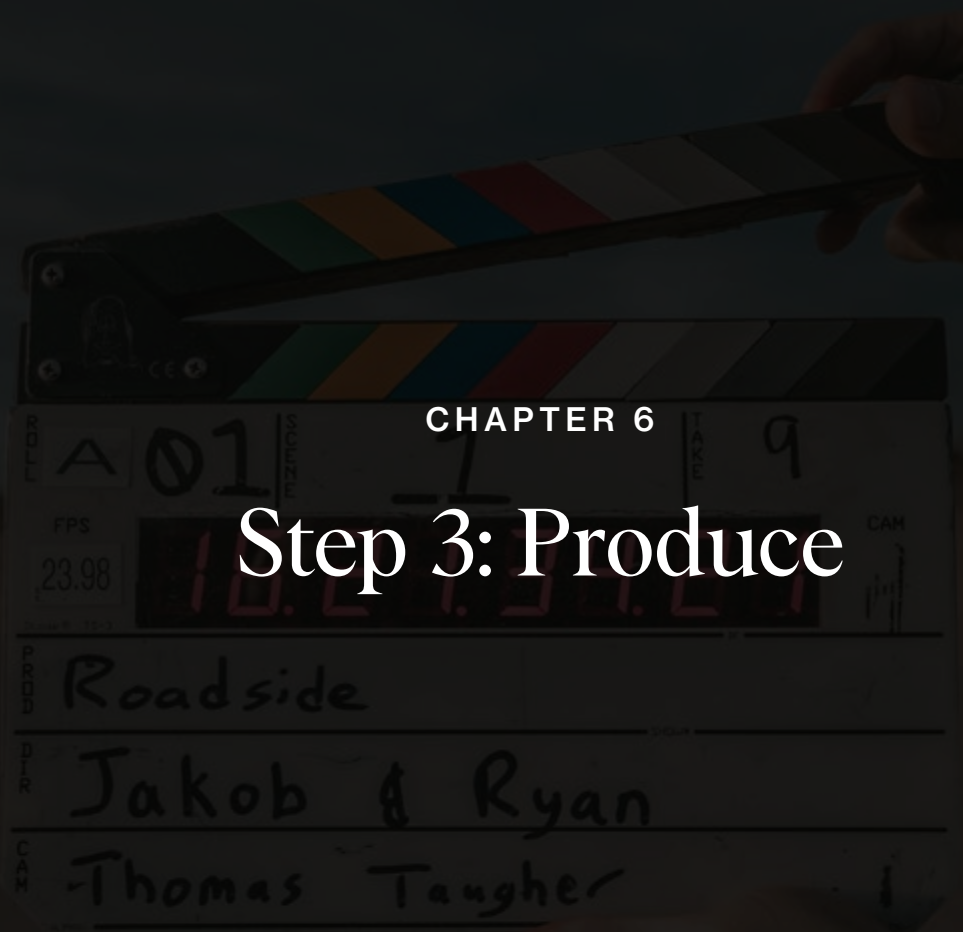 CE
CHAPTER 6
ROLL A 01 SCENE 1 TAKE 9
Step 3: Produce
FPS CAM
23.98
PROD Roadside
DIR Jakob & Ryan
CAM Thomas Taugher